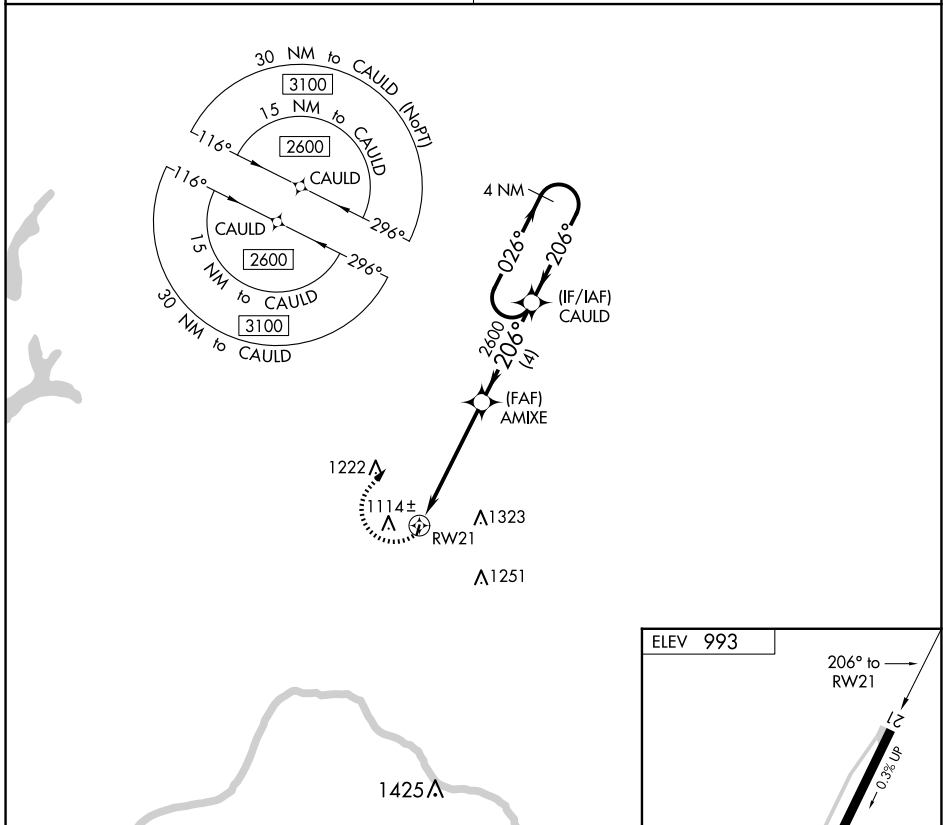 30 NM to CAULD (NoPT)
3100
15 NM to CAULD
2600
116°
CAULD
296°
116°
CAULD
296°
2600
15 NM to CAULD
3100
30 NM to CAULD
4 NM
026°
206°
(IF/IAF)
CAULD
2600
206°
(4)
(FAF)
AMIXE
1222
1114±
RW21
1323
1251
1425
ELEV 993
206° to
RW21
21
0.3% UP